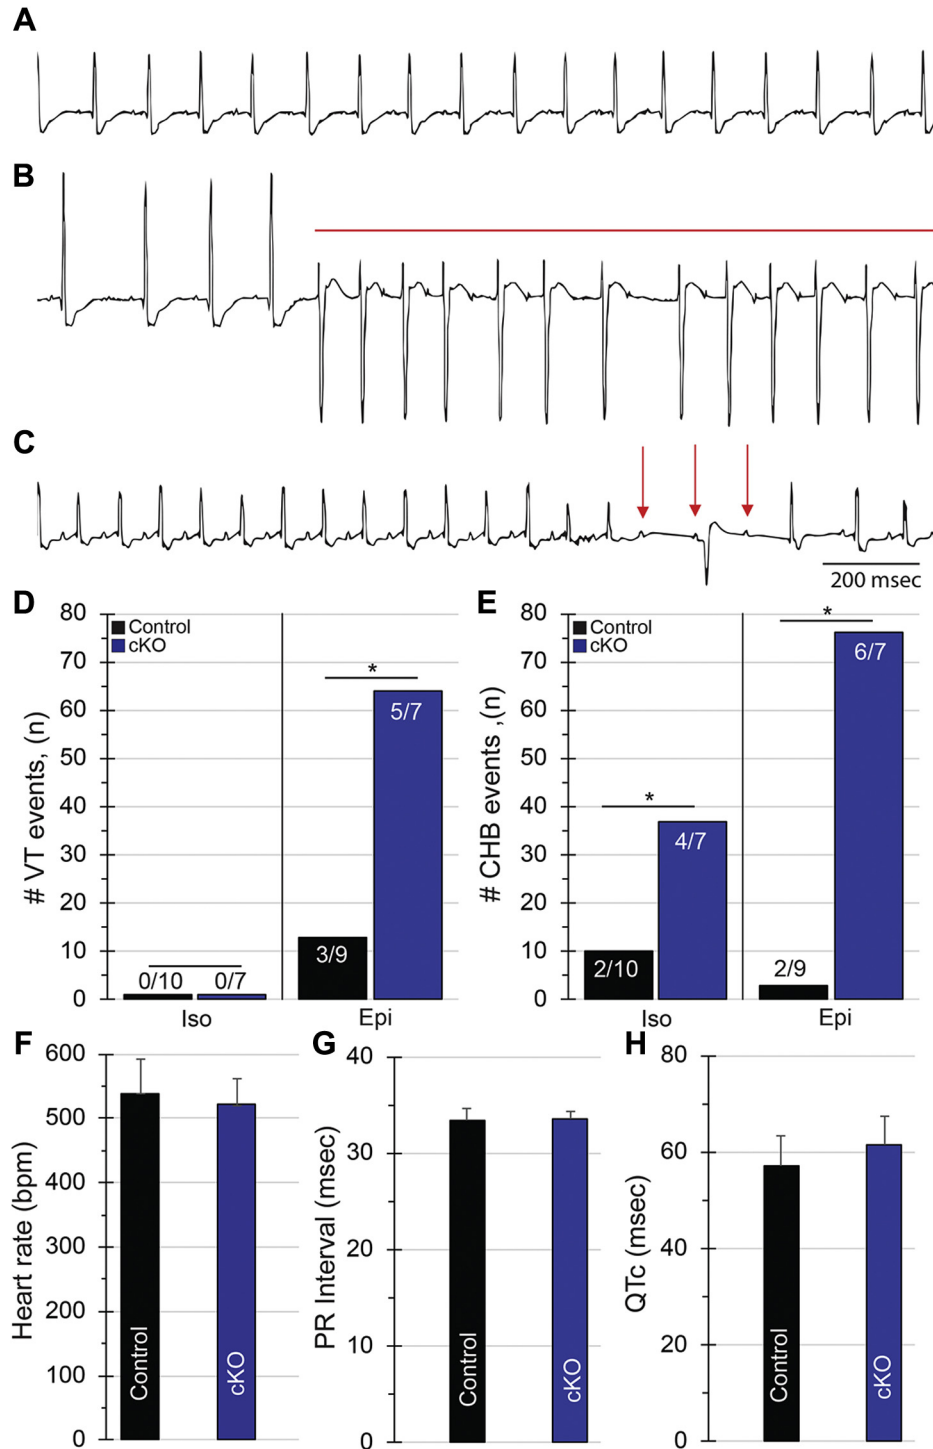 A
B
C
200 msec
D
# VT events, (n)
80
70
60
50
40
30
20
10
0
Control
cKO
*
5/7
3/9
0/10
0/7
Iso
Epi
E
# CHB events ,(n)
80
70
60
50
40
30
20
10
0
Control
cKO
*
*
6/7
4/7
2/10
2/9
Iso
Epi
F
Heart rate (bpm)
600
500
400
300
200
100
0
Control
cKO
G
PR Interval (msec)
40
30
20
10
0
Control
cKO
H
QTc (msec)
80
60
40
20
0
Control
cKO